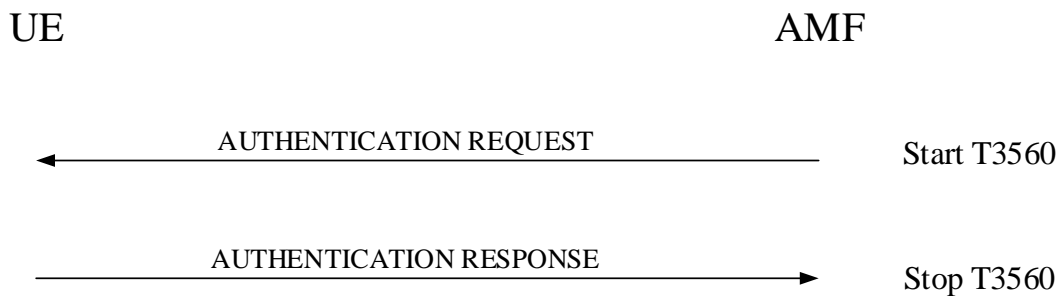 UE
AMF
AUTHENTICATION REQUEST
Start T3560
AUTHENTICATION RESPONSE
Stop T3560